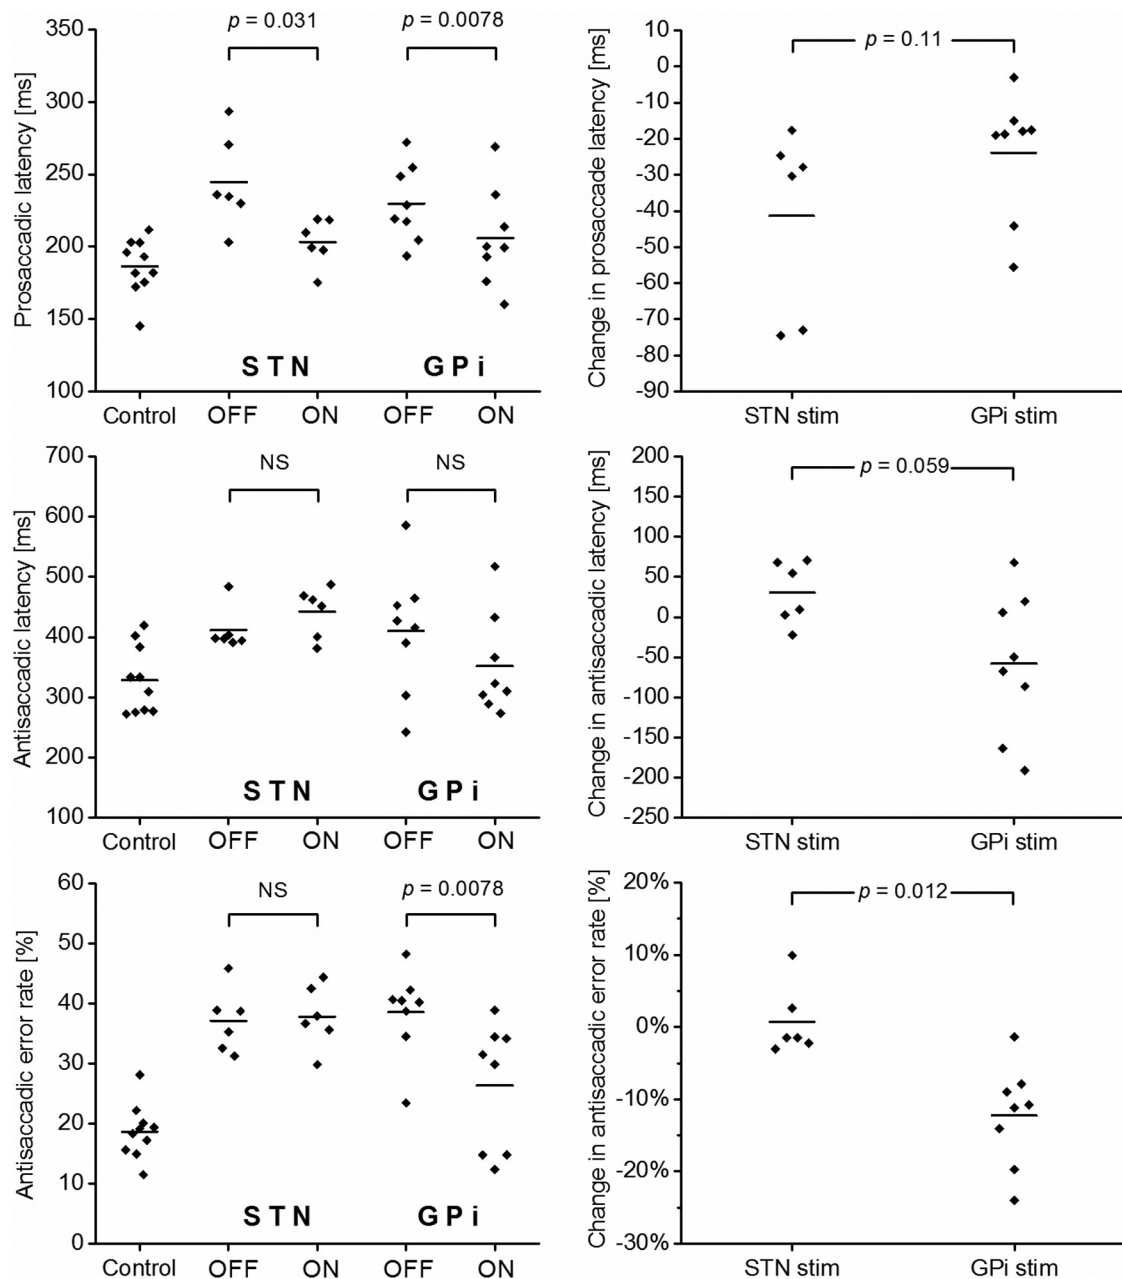 p = 0.031
p = 0.0078
Prosaccadic latency [ms]
350
300
250
200
150
100
STN
GPi
Control
OFF
ON
OFF
ON
p = 0.11
Change in prosaccade latency [ms]
10
0
-10
-20
-30
-40
-50
-60
-70
-80
-90
STN stim
GPi stim
NS
NS
Antisaccadic latency [ms]
700
600
500
400
300
200
100
STN
GPi
Control
OFF
ON
OFF
ON
p = 0.059
Change in antisaccadic latency [ms]
200
150
100
50
0
-50
-100
-150
-200
-250
STN stim
GPi stim
NS
p = 0.0078
Antisaccadic error rate [%]
60
50
40
30
20
10
0
STN
GPi
Control
OFF
ON
OFF
ON
p = 0.012
Change in antisaccadic error rate [%]
20%
10%
0%
-10%
-20%
-30%
STN stim
GPi stim